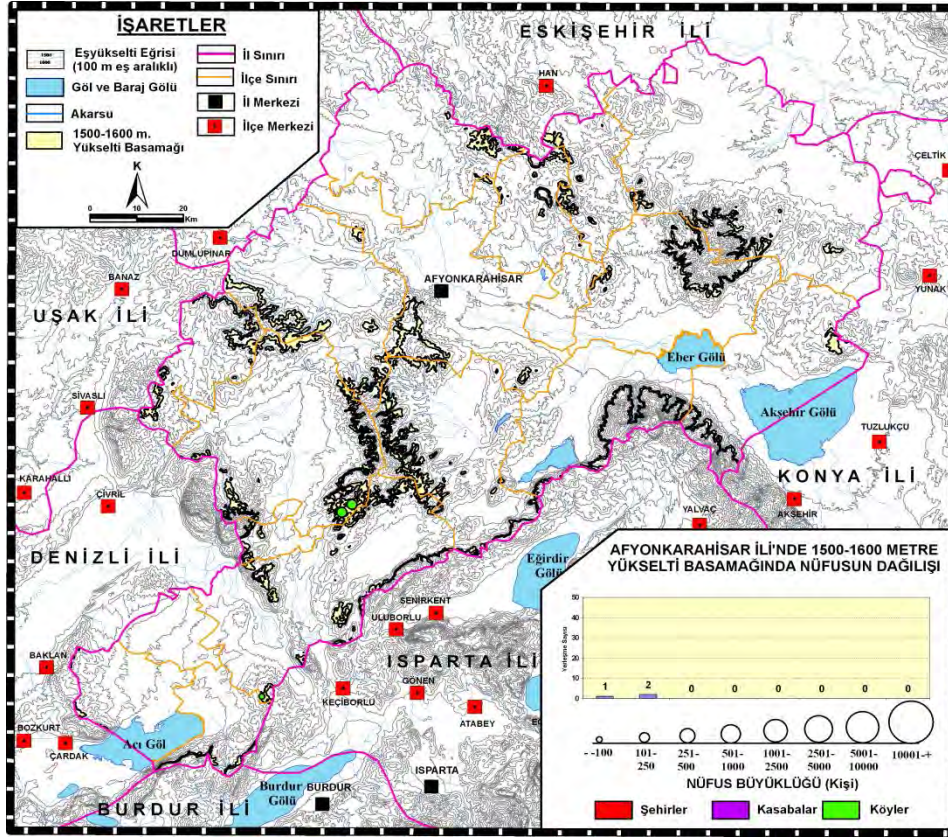 İŞARETLER
Eşyükselti Eğrisi
(100 m eş aralıklı)
Göl ve Baraj Gölü
Akarsu
1500-1600 m.
Yükselti Basamağı
İl Sınırı
İlçe Sınırı
İl Merkezi
İlçe Merkezi
K
0 10 20
Km
ESKİŞEHİR İLİ
HAN
ÇELTİK
DUMLUPINAR
BANAZ
AFYONKARAHİSAR
YUNAK
UŞAK İLİ
Eber Gölü
SİVASLI
Akşehir Gölü
TUZLUKÇU
KARAHALLI
ÇİVRİL
KONYA İLİ
AKŞEHİR
YALVAÇ
DENİZLİ İLİ
Eğirdir
Gölü
SENİRKENT
ULUBORLU
ISPARTA İLİ
BAKLAN
KEÇİBORLU
GÖNEN
ATABEY
BOZKURT
ÇARDAK
Acı Göl
ISPARTA
Burdur
Gölü
BURDUR
BURDUR İLİ
AFYONKARAHİSAR İLİ'NDE 1500-1600 METRE
YÜKSELTİ BASAMAĞINDA NÜFUSUN DAĞILIŞI
Yerleşme Sayısı
50
40
30
20
10
0
1 2 0 0 0 0 0 0
- -100 101-250 251-500 501-1000 1001-2500 2501-5000 5001-10000 10001-+
NÜFUS BÜYÜKLÜĞÜ (Kişi)
Şehirler
Kasabalar
Köyler